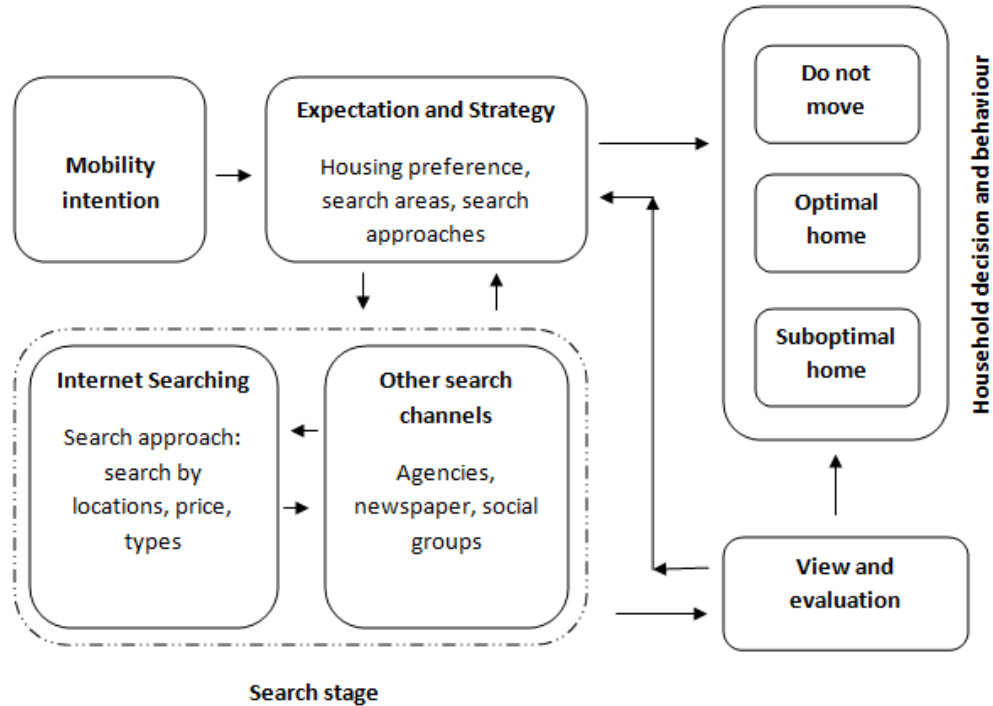 Mobility
intention
Expectation and Strategy
Housing preference,
search areas, search
approaches
Do not
move
Optimal
home
Suboptimal
home
Household decision and behaviour
Internet Searching
Search approach:
search by
locations, price,
types
Other search
channels
Agencies,
newspaper, social
groups
View and
evaluation
Search stage